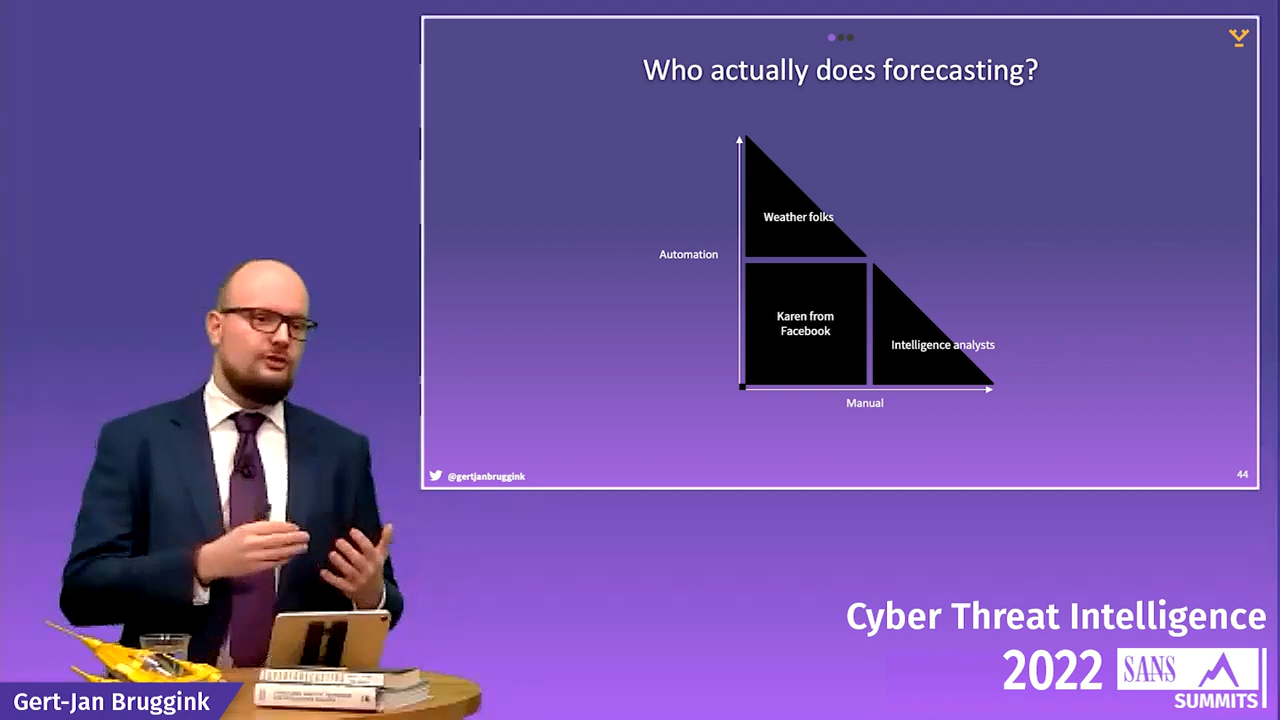 Who actually does forecasting?
Weather folks
Automation
Karen from
Facebook
Intelligence analysts
Manual
@gertjanbruggink
44
Cyber Threat Intelligence
2022
SANS
SUMMITS
Gert-Jan Bruggink